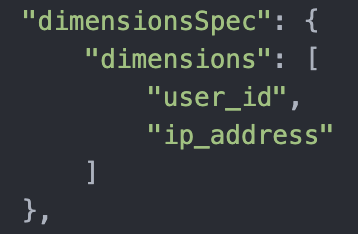 "dimensionsSpec": {
"dimensions": [
"user_id",
"ip_address"
]
},